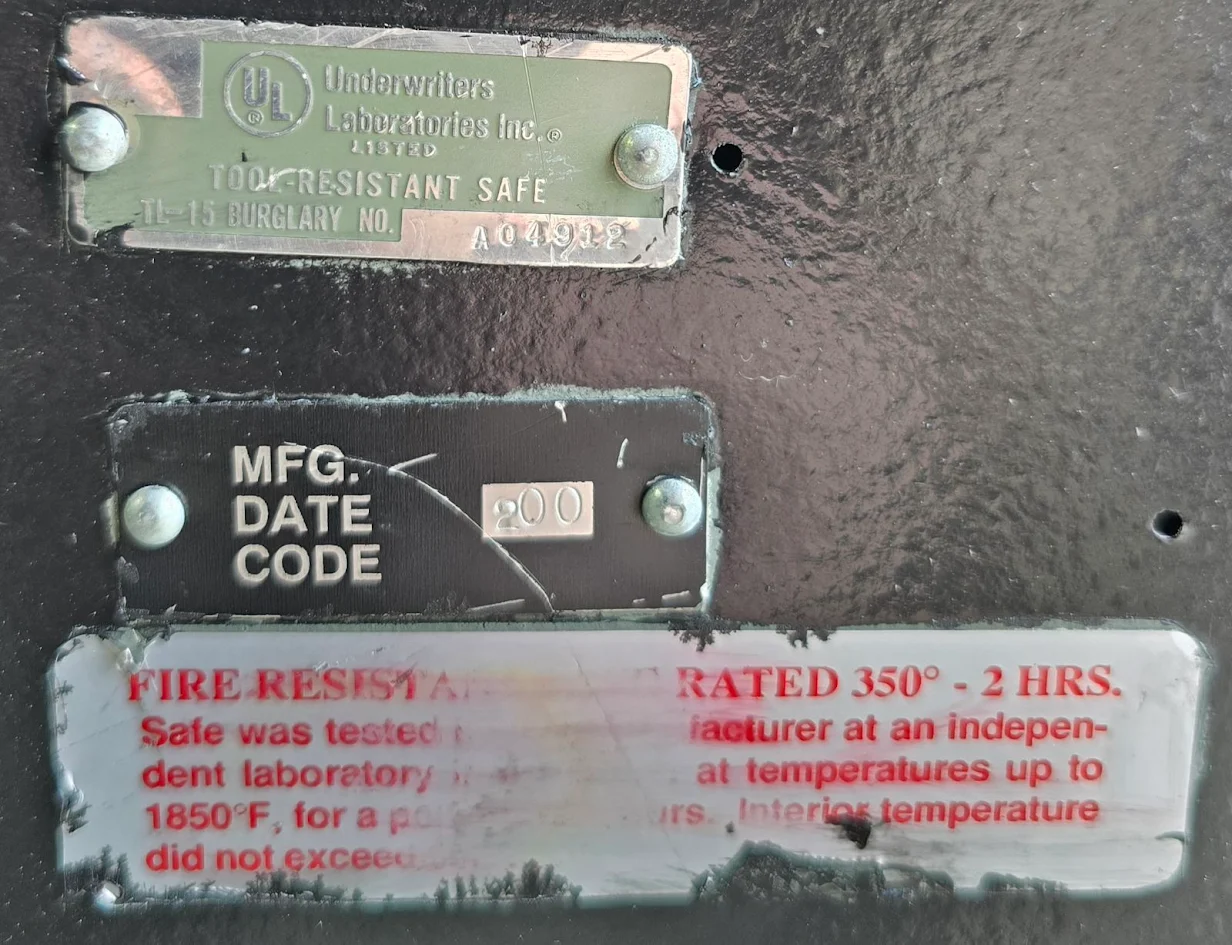 UL ®
Underwriters
Laboratories Inc.®
LISTED
TOOL-RESISTANT SAFE
TL-15 BURGLARY NO.
A04912
MFG.
DATE
CODE
200
FIRE RESISTA RATED 350° - 2 HRS.
Safe was tested facturer at an indepen-
dent laboratory at temperatures up to
1850°F, for a rs. Interior temperature
did not exceed